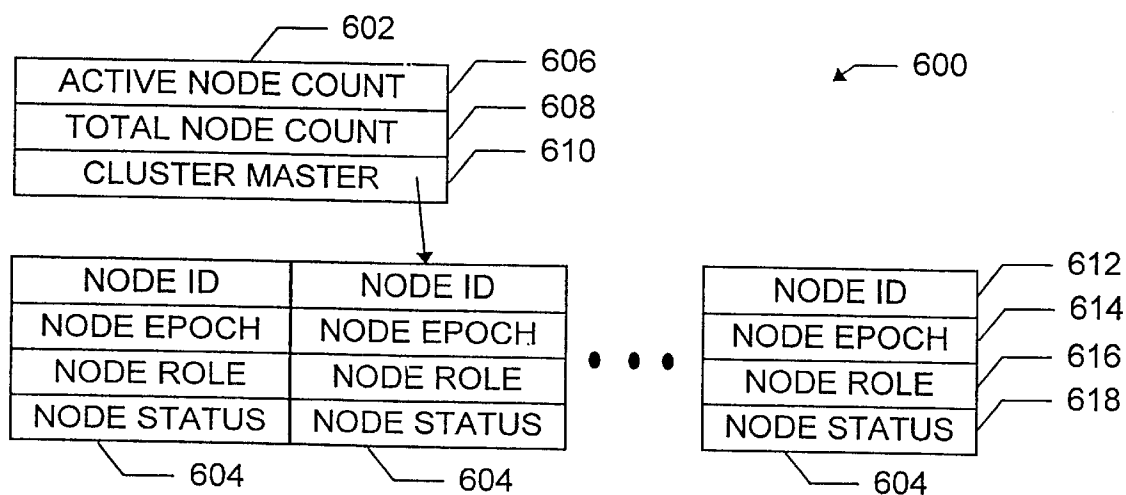 602
ACTIVE NODE COUNT 606
600
TOTAL NODE COUNT 608
CLUSTER MASTER 610
NODE ID NODE ID NODE ID 612
NODE EPOCH NODE EPOCH NODE EPOCH 614
NODE ROLE NODE ROLE NODE ROLE 616
NODE STATUS NODE STATUS NODE STATUS 618
604 604 604